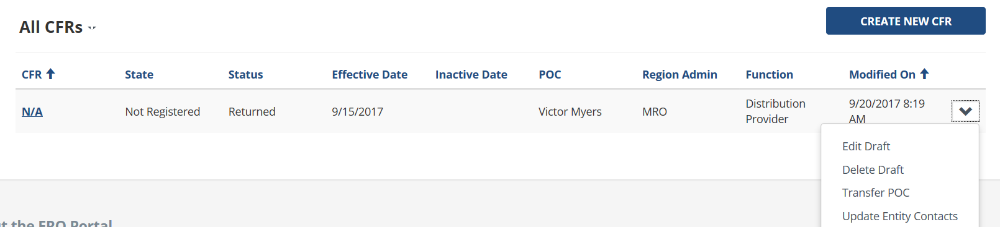 All CFRs
CREATE NEW CFR
CFR State Status Effective Date Inactive Date POC Region Admin Function Modified On
N/A Not Registered Returned 9/15/2017 Victor Myers MRO Distribution Provider 9/20/2017 8:19 AM
Edit Draft
Delete Draft
Transfer POC
Update Entity Contacts
t the ERO Portal